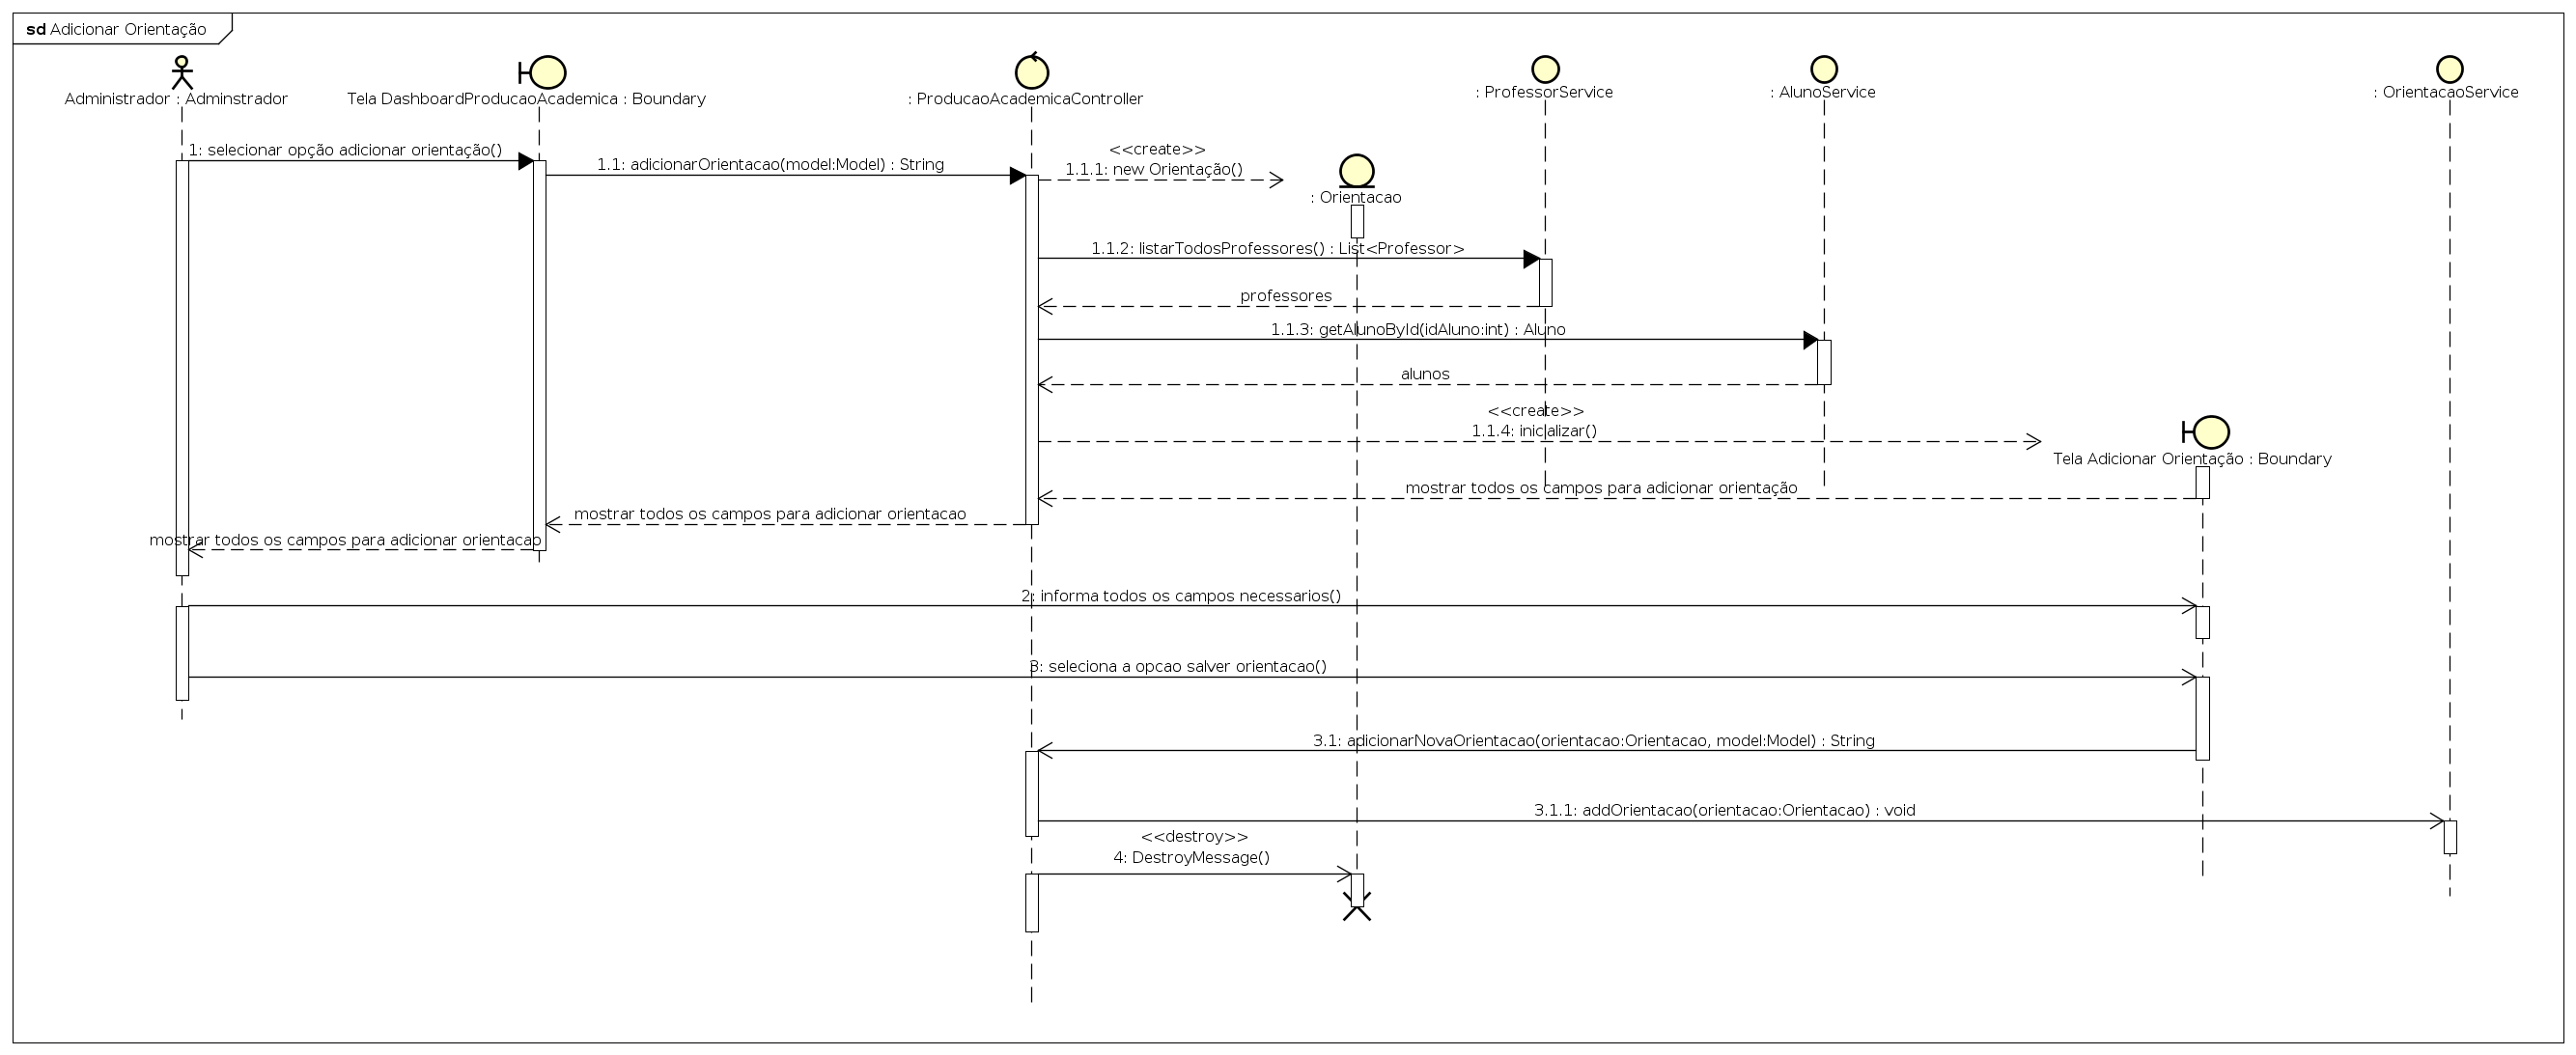 sd Adicionar Orientação
Administrador : Adminstrador
Tela DashboardProducaoAcademica : Boundary
: ProducaoAcademicaController
: ProfessorService
: AlunoService
: OrientacaoService
1: selecionar opção adicionar orientação()
1.1: adicionarOrientacao(model:Model) : String
<<create>>
1.1.1: new Orientação()
: Orientacao
1.1.2: listarTodosProfessores() : List<Professor>
professores
1.1.3: getAlunoById(idAluno:int) : Aluno
alunos
<<create>>
1.1.4: inicializar()
Tela Adicionar Orientação : Boundary
mostrar todos os campos para adicionar orientação
mostrar todos os campos para adicionar orientacao
mostrar todos os campos para adicionar orientacao
2: informa todos os campos necessarios()
3: seleciona a opcao salver orientacao()
3.1: adicionarNovaOrientacao(orientacao:Orientacao, model:Model) : String
3.1.1: addOrientacao(orientacao:Orientacao) : void
<<destroy>>
4: DestroyMessage()